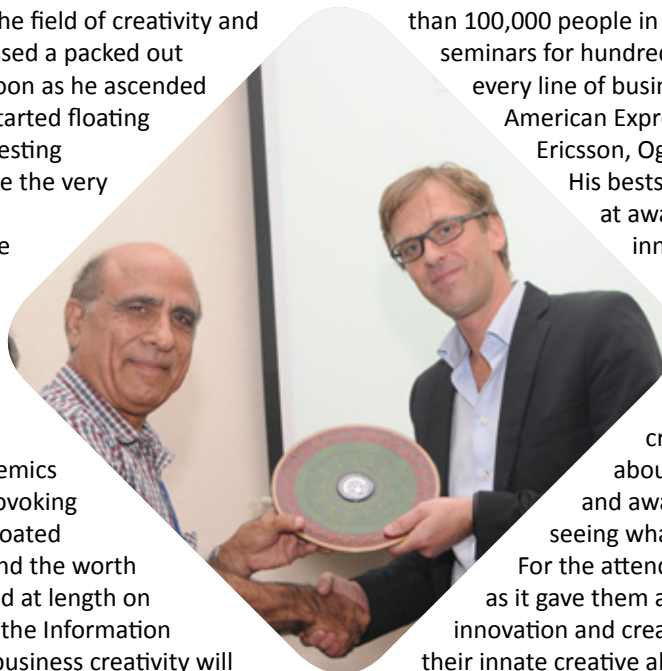 he field of creativity and
ssed a packed out
oon as he ascended
tarted floating
esting
e the very
e
emics
ovoking
oated
nd the worth
d at length on
the Information
business creativity will
than 100,000 people in
seminars for hundred
every line of busin
American Expre
Ericsson, Og
His bests
at awa
inn
cr
abou
and awa
seeing wha
For the attend
as it gave them a
innovation and crea
their innate creative al